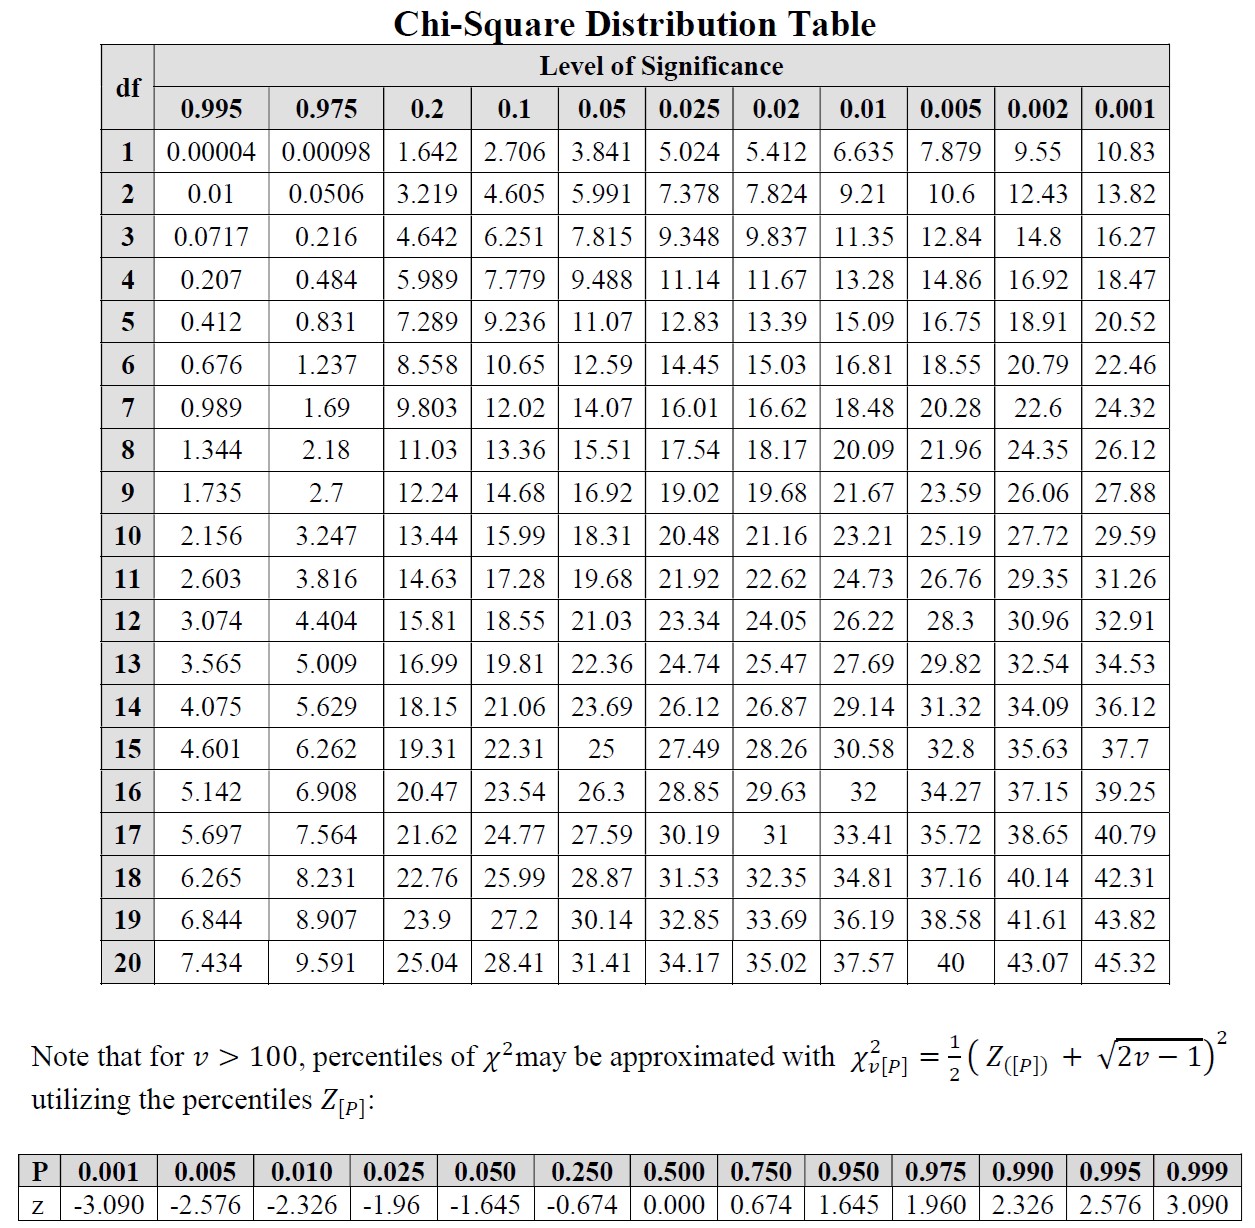 Chi-Square Distribution Table
df Level of Significance
0.995 0.975 0.2 0.1 0.05 0.025 0.02 0.01 0.005 0.002 0.001
1 0.00004 0.00098 1.642 2.706 3.841 5.024 5.412 6.635 7.879 9.55 10.83
2 0.01 0.0506 3.219 4.605 5.991 7.378 7.824 9.21 10.6 12.43 13.82
3 0.0717 0.216 4.642 6.251 7.815 9.348 9.837 11.35 12.84 14.8 16.27
4 0.207 0.484 5.989 7.779 9.488 11.14 11.67 13.28 14.86 16.92 18.47
5 0.412 0.831 7.289 9.236 11.07 12.83 13.39 15.09 16.75 18.91 20.52
6 0.676 1.237 8.558 10.65 12.59 14.45 15.03 16.81 18.55 20.79 22.46
7 0.989 1.69 9.803 12.02 14.07 16.01 16.62 18.48 20.28 22.6 24.32
8 1.344 2.18 11.03 13.36 15.51 17.54 18.17 20.09 21.96 24.35 26.12
9 1.735 2.7 12.24 14.68 16.92 19.02 19.68 21.67 23.59 26.06 27.88
10 2.156 3.247 13.44 15.99 18.31 20.48 21.16 23.21 25.19 27.72 29.59
11 2.603 3.816 14.63 17.28 19.68 21.92 22.62 24.73 26.76 29.35 31.26
12 3.074 4.404 15.81 18.55 21.03 23.34 24.05 26.22 28.3 30.96 32.91
13 3.565 5.009 16.99 19.81 22.36 24.74 25.47 27.69 29.82 32.54 34.53
14 4.075 5.629 18.15 21.06 23.69 26.12 26.87 29.14 31.32 34.09 36.12
15 4.601 6.262 19.31 22.31 25 27.49 28.26 30.58 32.8 35.63 37.7
16 5.142 6.908 20.47 23.54 26.3 28.85 29.63 32 34.27 37.15 39.25
17 5.697 7.564 21.62 24.77 27.59 30.19 31 33.41 35.72 38.65 40.79
18 6.265 8.231 22.76 25.99 28.87 31.53 32.35 34.81 37.16 40.14 42.31
19 6.844 8.907 23.9 27.2 30.14 32.85 33.69 36.19 38.58 41.61 43.82
20 7.434 9.591 25.04 28.41 31.41 34.17 35.02 37.57 40 43.07 45.32
Note that for v > 100, percentiles of χ² may be approximated with χ²_{v[P]} = 1/2 ( Z_{([P])} + √(2v − 1) )²
utilizing the percentiles Z_{[P]}:
P 0.001 0.005 0.010 0.025 0.050 0.250 0.500 0.750 0.950 0.975 0.990 0.995 0.999
z -3.090 -2.576 -2.326 -1.96 -1.645 -0.674 0.000 0.674 1.645 1.960 2.326 2.576 3.090